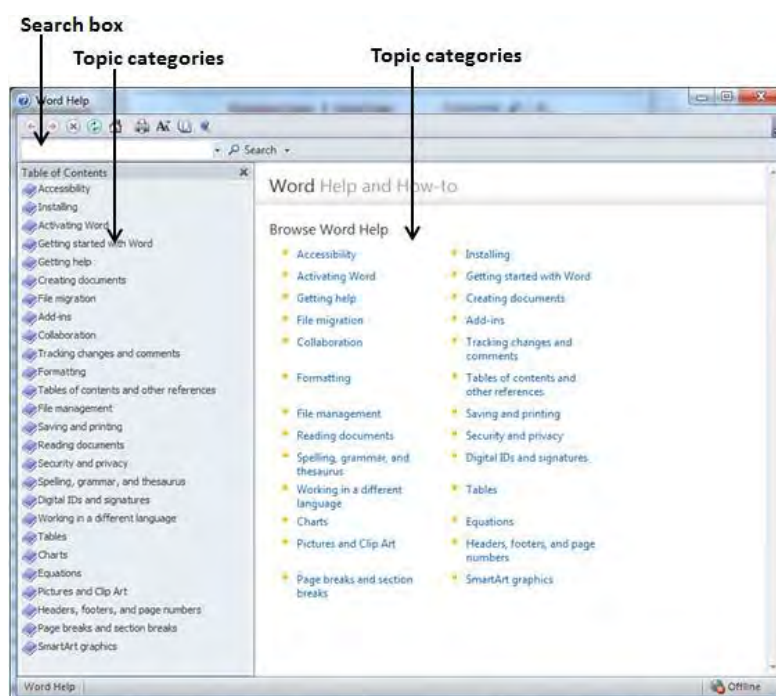 Search box
Topic categories
Topic categories
Word Help
Search
Table of Contents
Accessibility
Installing
Activating Word
Getting started with Word
Getting help
Creating documents
File migration
Add-ins
Collaboration
Tracking changes and comments
Formatting
Tables of contents and other references
File management
Saving and printing
Reading documents
Security and privacy
Spelling, grammar, and thesaurus
Digital IDs and signatures
Working in a different language
Tables
Charts
Equations
Pictures and Clip Art
Headers, footers, and page numbers
Page breaks and section breaks
SmartArt graphics
Word Help and How-to
Browse Word Help
Accessibility
Installing
Activating Word
Getting started with Word
Getting help
Creating documents
File migration
Add-ins
Collaboration
Tracking changes and
comments
Formatting
Tables of contents and
other references
File management
Saving and printing
Reading documents
Security and privacy
Spelling, grammar, and
thesaurus
Digital IDs and signatures
Working in a different
language
Tables
Charts
Equations
Pictures and Clip Art
Headers, footers, and page
numbers
Page breaks and section
breaks
SmartArt graphics
Word Help
Offline